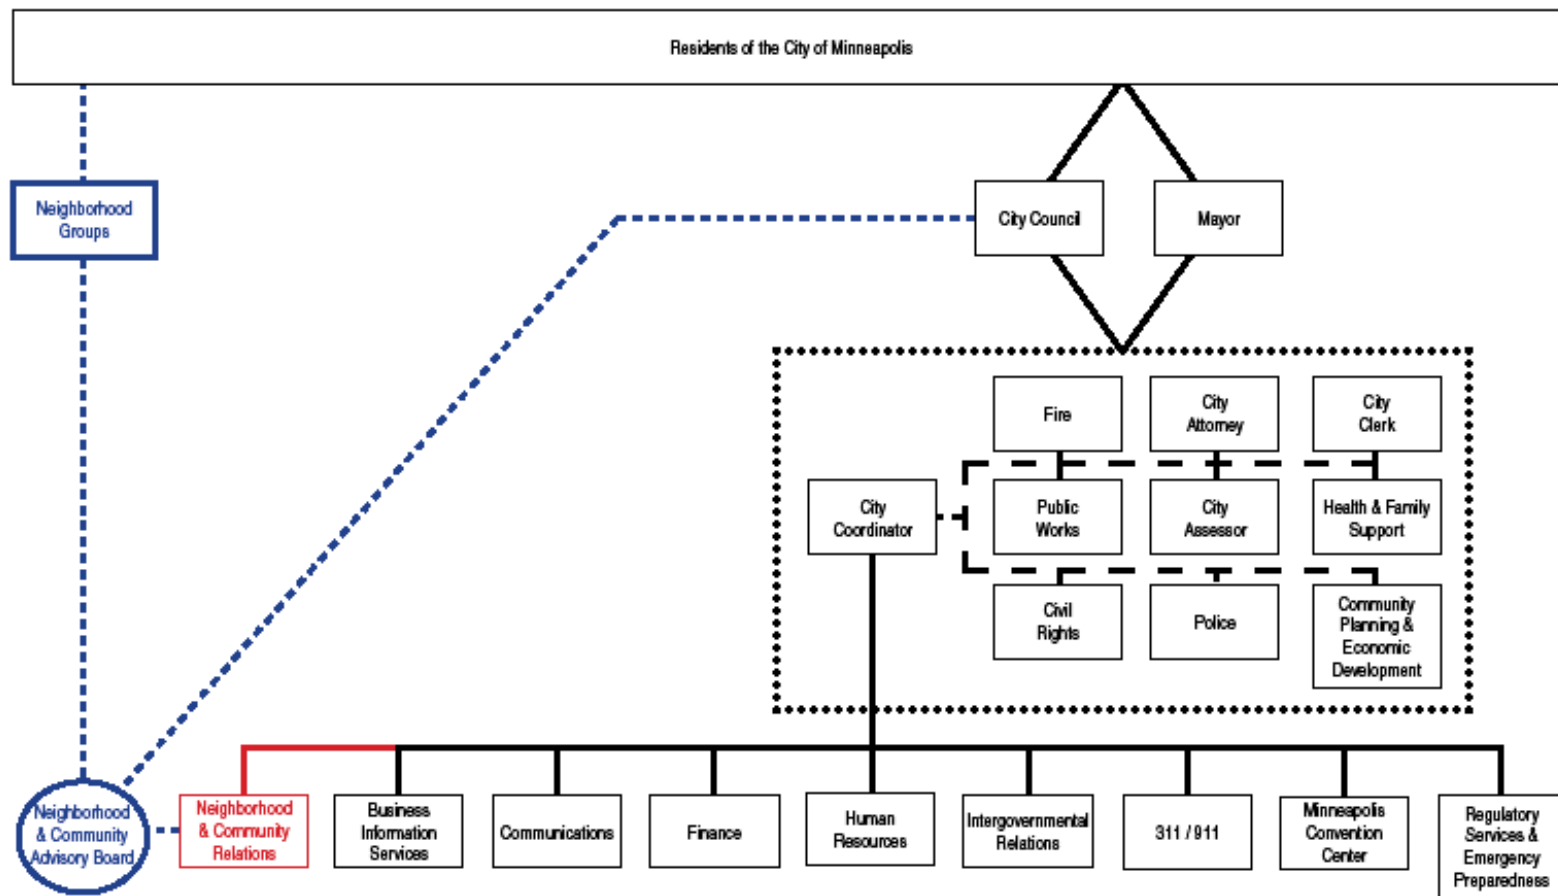 Residents of the City of Minneapolis
Neighborhood
Groups
City Council
Mayor
Fire
City
Attorney
City
Clerk
City
Coordinator
Public
Works
City
Assessor
Health & Family
Support
Civil
Rights
Police
Community
Planning &
Economic
Development
Neighborhood
& Community
Advisory Board
Neighborhood
& Community
Relations
Business
Information
Services
Communications
Finance
Human
Resources
Intergovernmental
Relations
311 / 911
Minneapolis
Convention
Center
Regulatory
Services &
Emergency
Preparedness